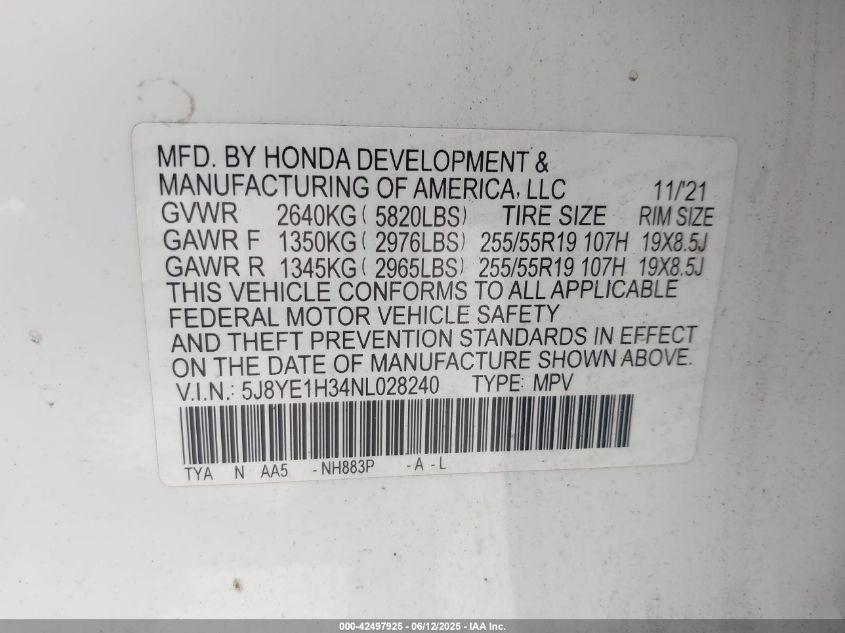 MFD. BY HONDA DEVELOPMENT &
MANUFACTURING OF AMERICA, LLC 11/'21
GVWR 2640KG ( 5820LBS) TIRE SIZE RIM SIZE
GAWR F 1350KG ( 2976LBS) 255/55R19 107H 19X8.5J
GAWR R 1345KG ( 2965LBS) 255/55R19 107H 19X8.5J
THIS VEHICLE CONFORMS TO ALL APPLICABLE
FEDERAL MOTOR VEHICLE SAFETY
AND THEFT PREVENTION STANDARDS IN EFFECT
ON THE DATE OF MANUFACTURE SHOWN ABOVE.
V.I.N.: 5J8YE1H34NL028240 TYPE: MPV
TYA N AA5 -NH883P -A-L
000-42497925 - 06/12/2025 - IAA Inc.